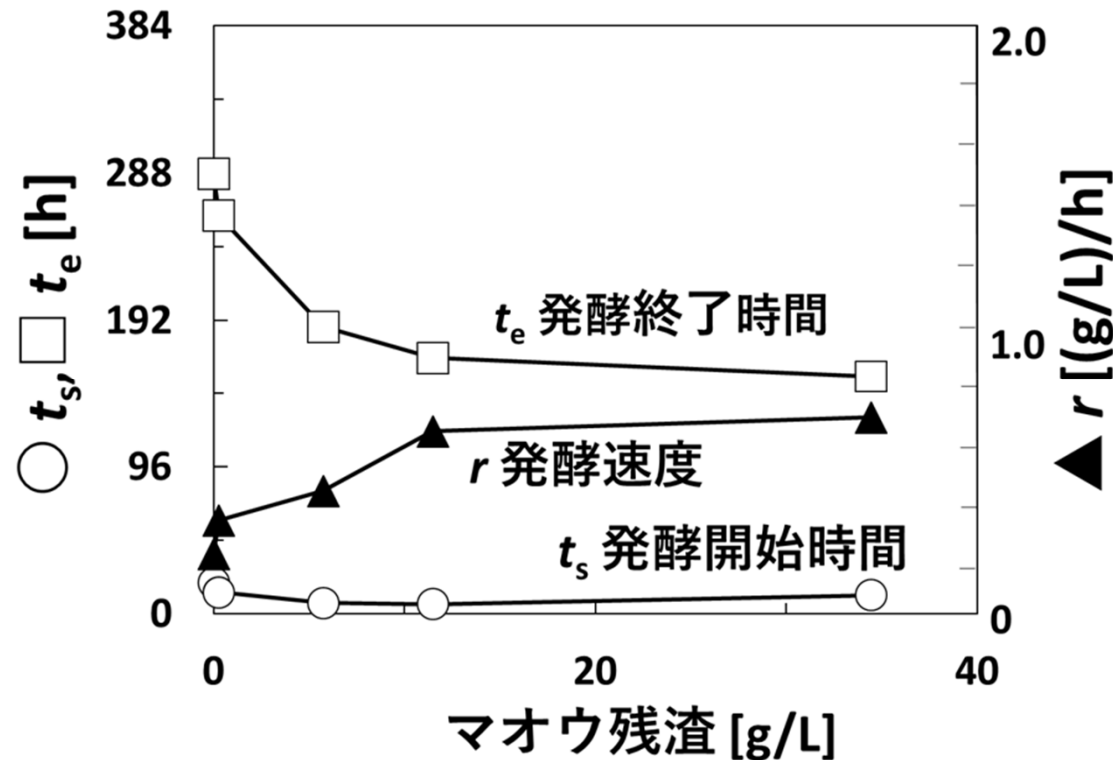 384
288
192
96
0
○ tₛ, □ tₑ [h]
2.0
1.0
0
▲ r [(g/L)/h]
tₑ 発酵終了時間
r 発酵速度
tₛ 発酵開始時間
0 20 40
マオウ残渣 [g/L]